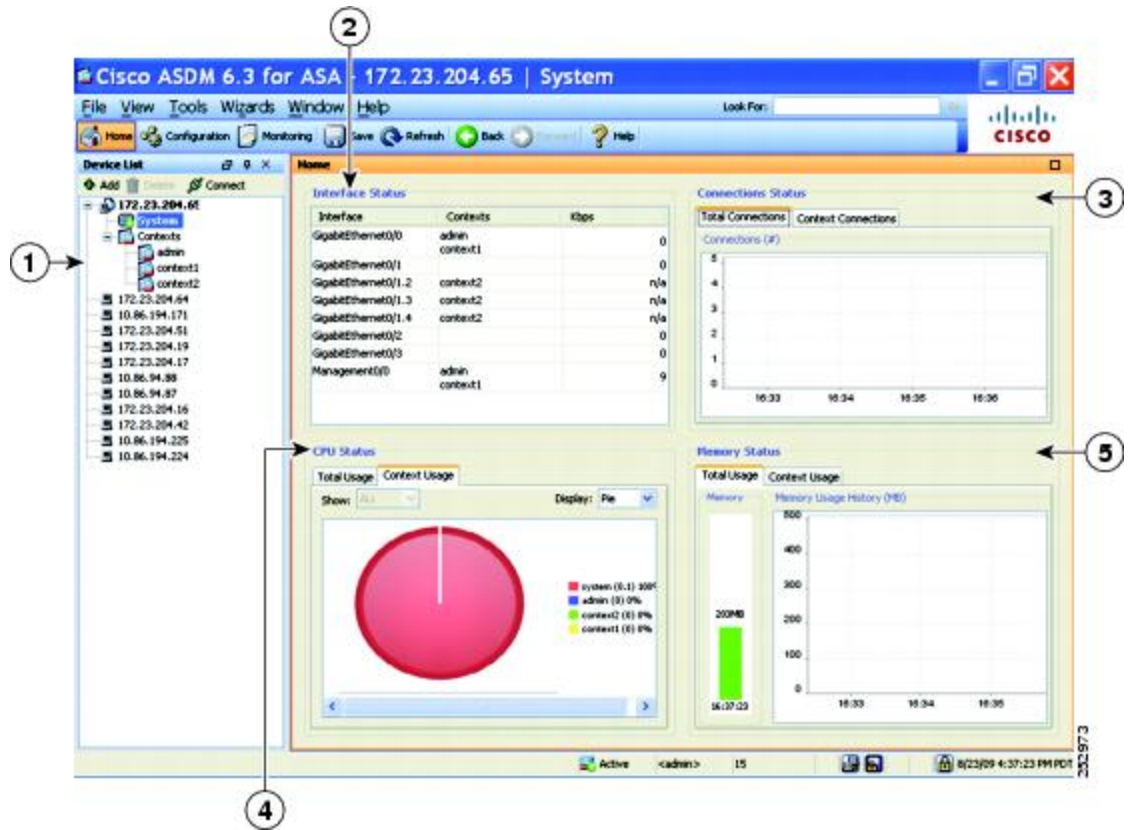 2
Cisco ASDM 6.3 for ASA - 172.23.204.65 | System
File View Tools Wizards Window Help
Look For:
Home Configuration Monitoring Save Refresh Back Forward Help
CISCO
Device List
Add Delete Connect
172.23.204.65
System
Contexts
admin
context1
context2
172.23.204.64
10.86.194.171
172.23.204.51
172.23.204.19
172.23.204.17
10.86.94.88
10.86.94.87
172.23.204.16
172.23.204.42
10.86.194.225
10.86.194.224
1
Home
Interface Status
Interface Contexts Kbps
GigabitEthernet0/0 admin 0
context1
GigabitEthernet0/1 0
GigabitEthernet0/1.2 context2 n/a
GigabitEthernet0/1.3 context2 n/a
GigabitEthernet0/1.4 context2 n/a
GigabitEthernet0/2 0
GigabitEthernet0/3 0
Management0/0 admin 9
context1
Connections Status
3
Total Connections Context Connections
Connections (#)
5
4
3
2
1
0
16:33 16:34 16:35 16:36
CPU Status
Total Usage Context Usage
Show: ALL Display: Pie
system (0.1) 100%
admin (0) 0%
context2 (0) 0%
context1 (0) 0%
Memory Status
5
Total Usage Context Usage
Memory
203MB
16:37:23
Memory Usage History (MB)
500
400
300
200
100
0
16:33 16:34 16:35
Active <admin> 15 8/23/09 4:37:23 PM PDT
252973
4